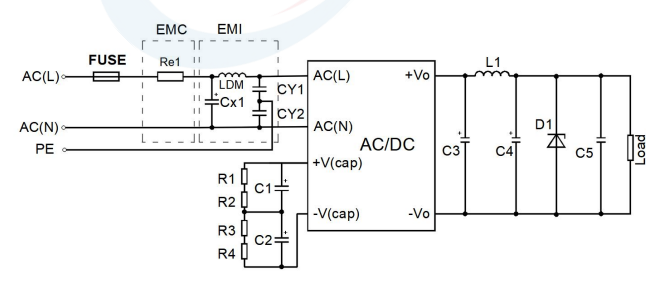 EMC
EMI
FUSE
Re1
L1
AC(L)
LDM
AC(L)
+Vo
CY1
Cx1
CY2
D1
AC(N)
AC(N)
AC/DC
C3
C4
C5
Load
PE
+V(cap)
R1
C1
R2
-V(cap)
-Vo
R3
C2
R4